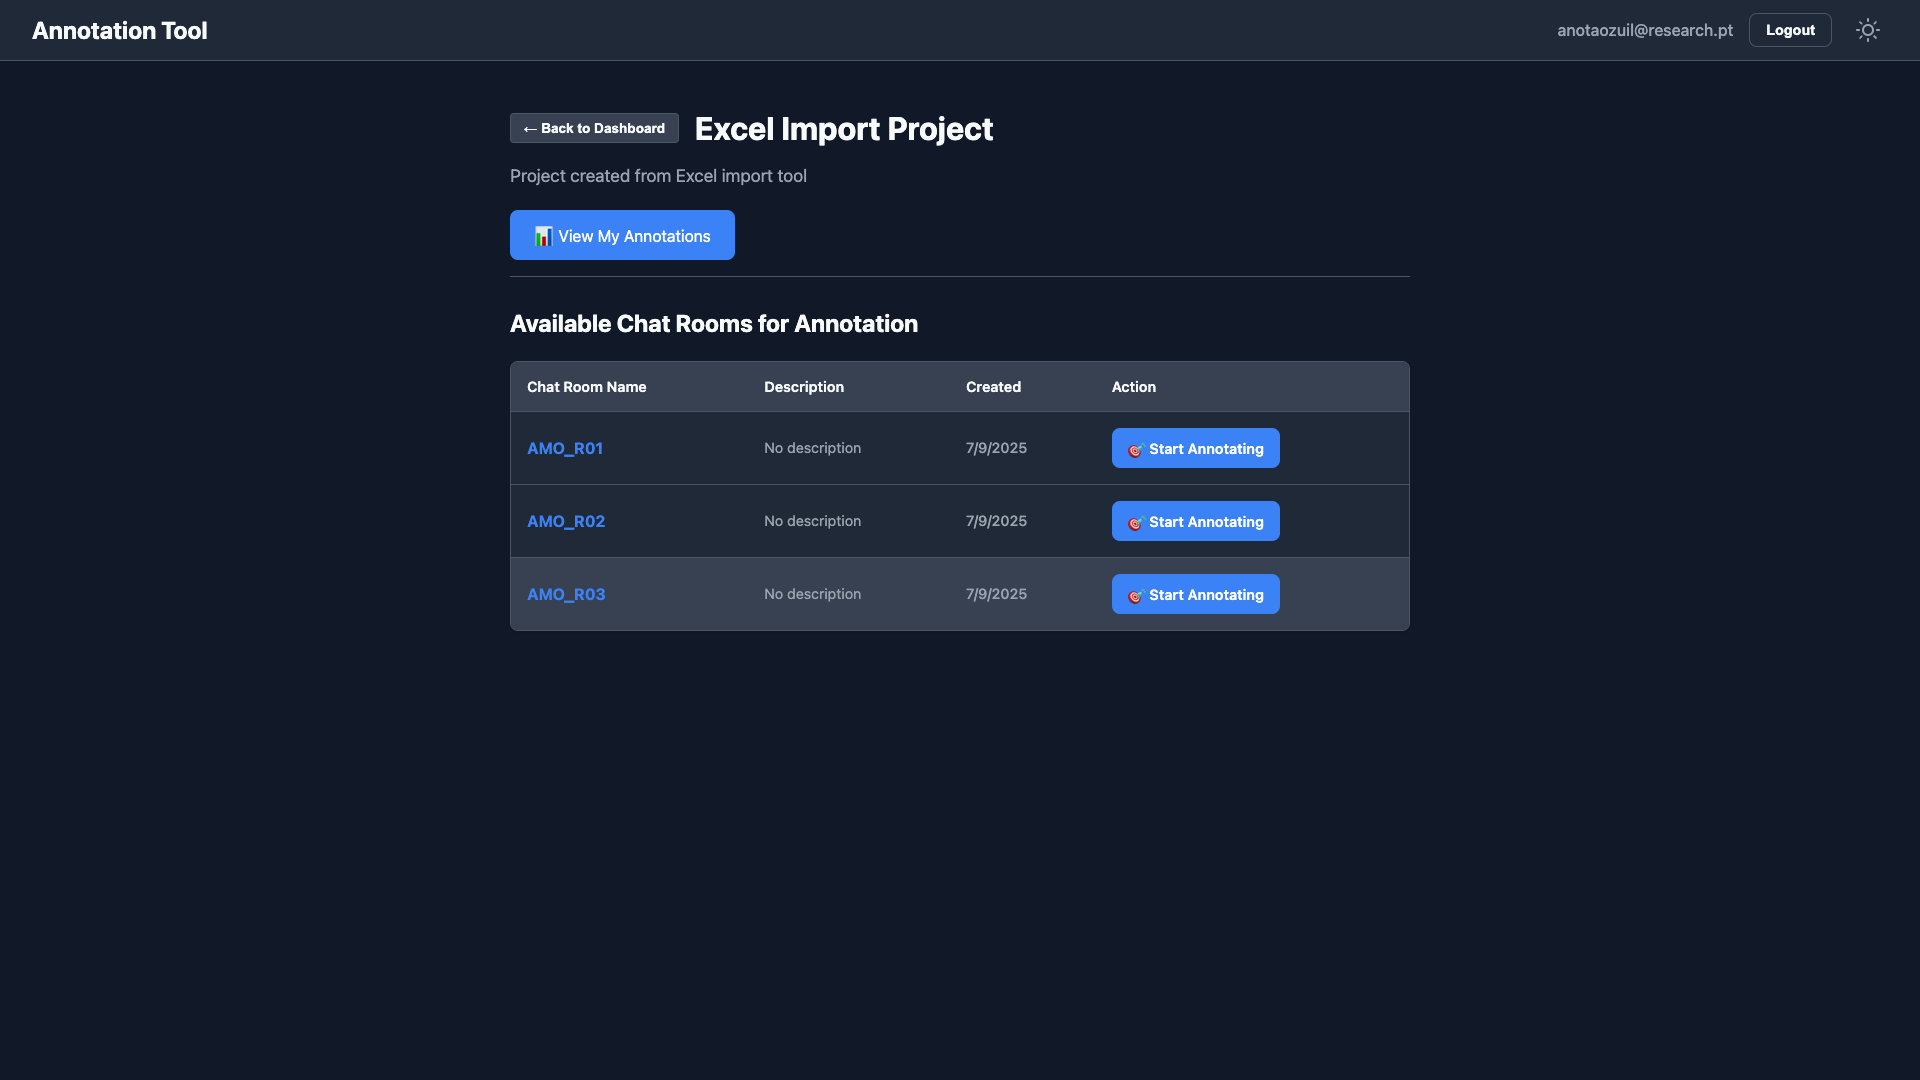 Annotation Tool
anotaozuil@research.pt
Logout
← Back to Dashboard
Excel Import Project
Project created from Excel import tool
📊 View My Annotations
Available Chat Rooms for Annotation
Chat Room Name Description Created Action
AMO_R01 No description 7/9/2025 🎯 Start Annotating
AMO_R02 No description 7/9/2025 🎯 Start Annotating
AMO_R03 No description 7/9/2025 🎯 Start Annotating